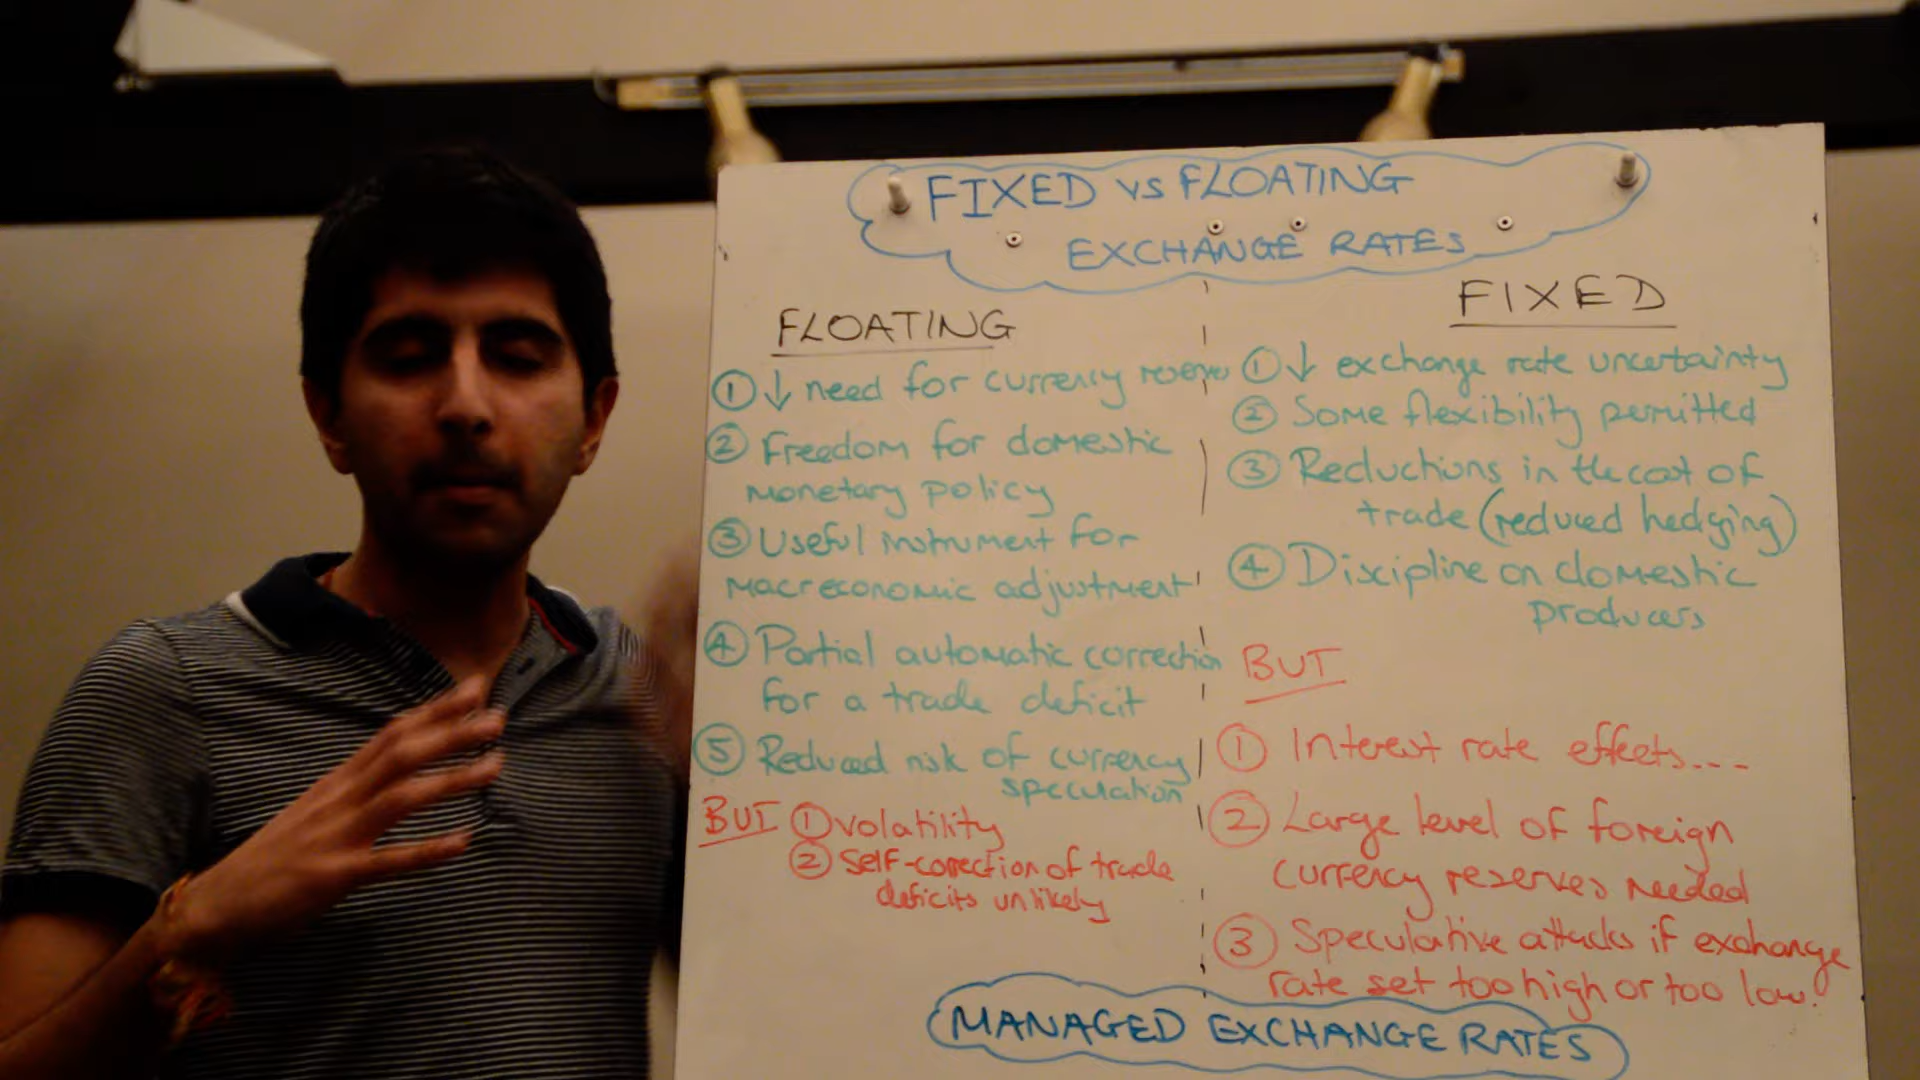 FIXED VS FLOATING
EXCHANGE RATES
FLOATING
① ↓ need for currency reserves
② Freedom for domestic
monetary policy
③ Useful instrument for
macroeconomic adjustment
④ Partial automatic correction
for a trade deficit
⑤ Reduced risk of currency
speculation
BUT ① volatility
② self-correction of trade
deficits unlikely
FIXED
① ↓ exchange rate uncertainty
② Some flexibility permitted
③ Reductions in the cost of
trade (reduced hedging)
④ Discipline on domestic
producers
BUT
① Interest rate effects...
② Large level of foreign
currency reserves needed
③ Speculative attacks if exchange
rate set too high or too low!
MANAGED EXCHANGE RATES